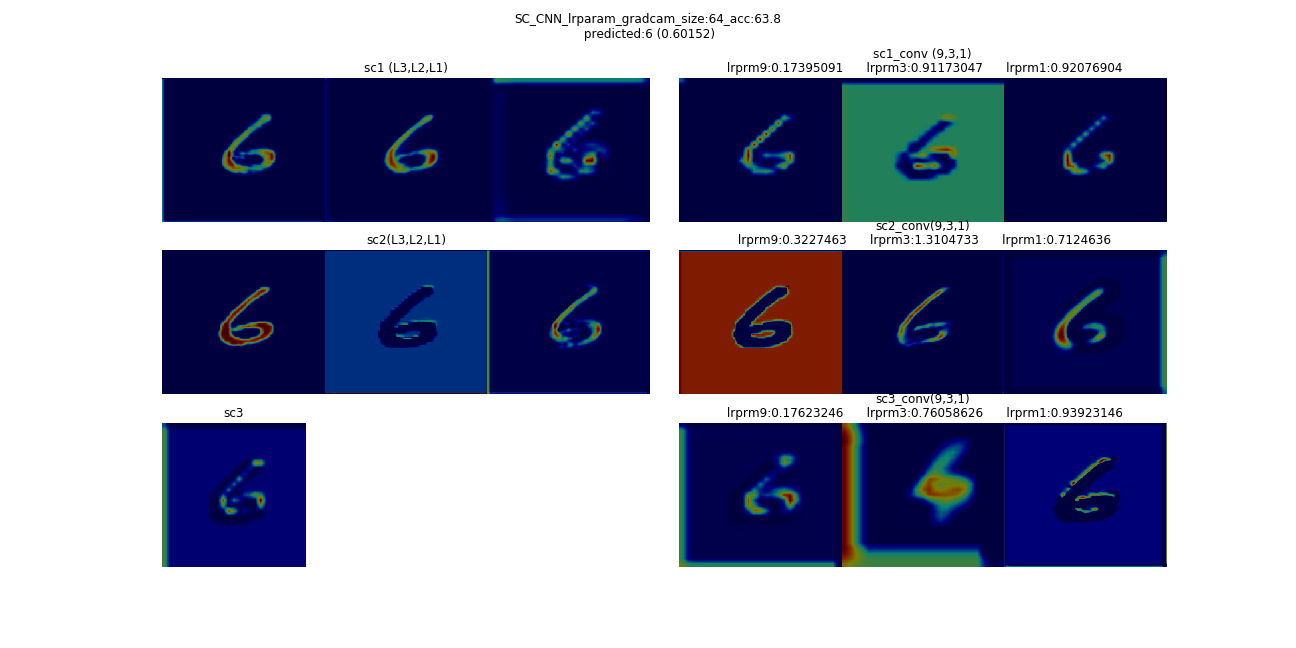 SC_CNN_lrparam_gradcam_size:64_acc:63.8
predicted:6 (0.60152)
sc1 (L3,L2,L1)
sc1_conv (9,3,1)
lrprm9:0.17395091 lrprm3:0.91173047 lrprm1:0.92076904
sc2(L3,L2,L1)
sc2_conv(9,3,1)
lrprm9:0.3227463 lrprm3:1.3104733 lrprm1:0.7124636
sc3
sc3_conv(9,3,1)
lrprm9:0.17623246 lrprm3:0.76058626 lrprm1:0.93923146